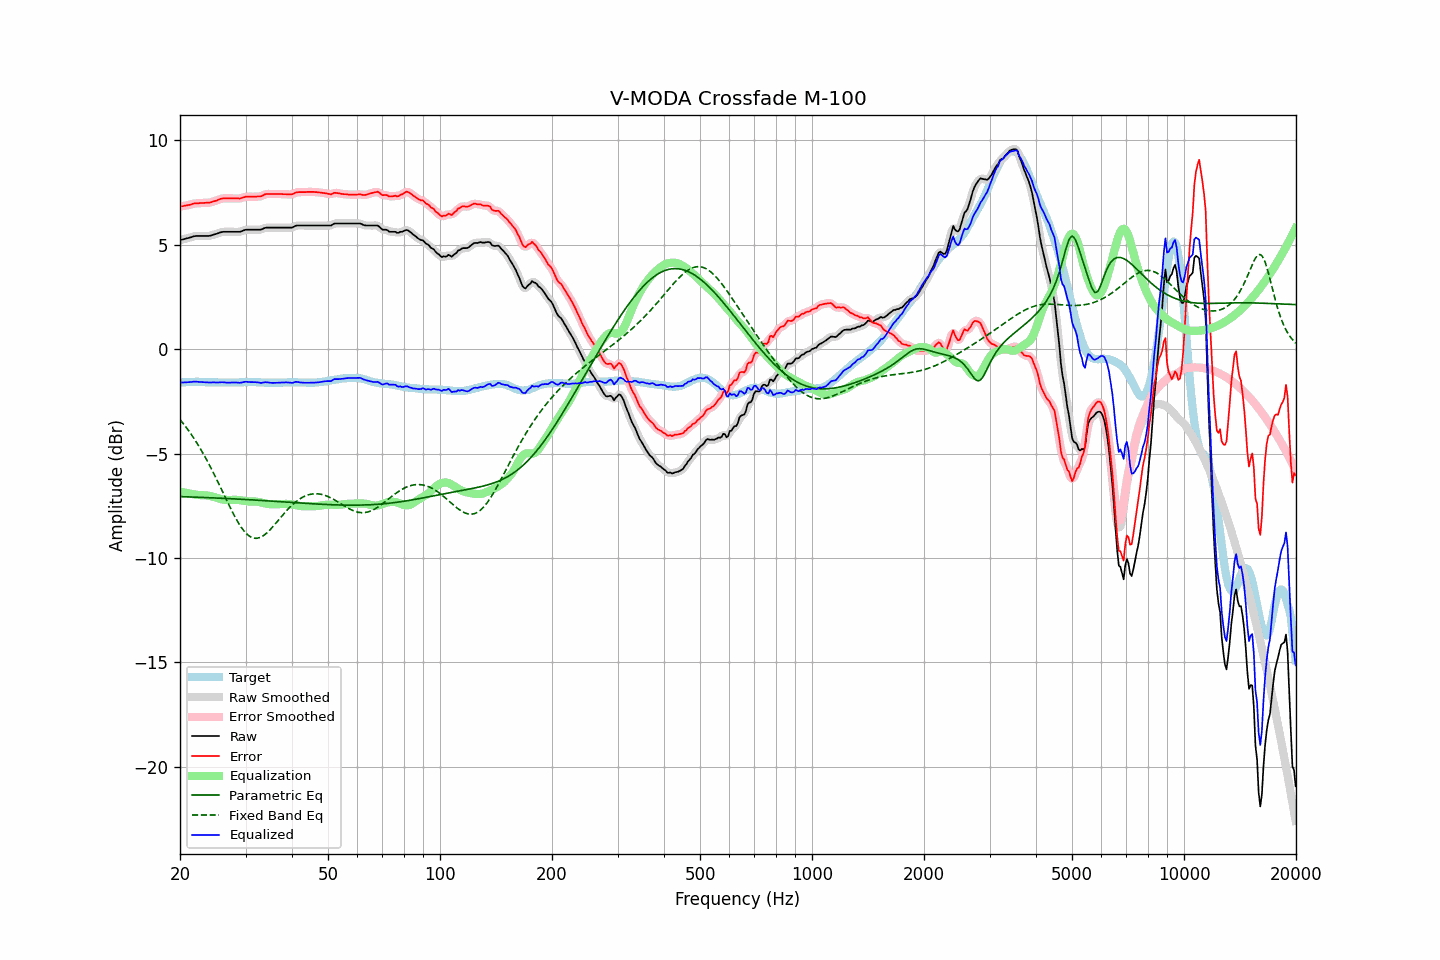 V-MODA Crossfade M-100
Amplitude (dBr)
10
5
0
−5
−10
−15
−20
Target
Raw Smoothed
Error Smoothed
Raw
Error
Equalization
Parametric Eq
Fixed Band Eq
Equalized
20 50 100 200 500 1000 2000 5000 10000 20000
Frequency (Hz)